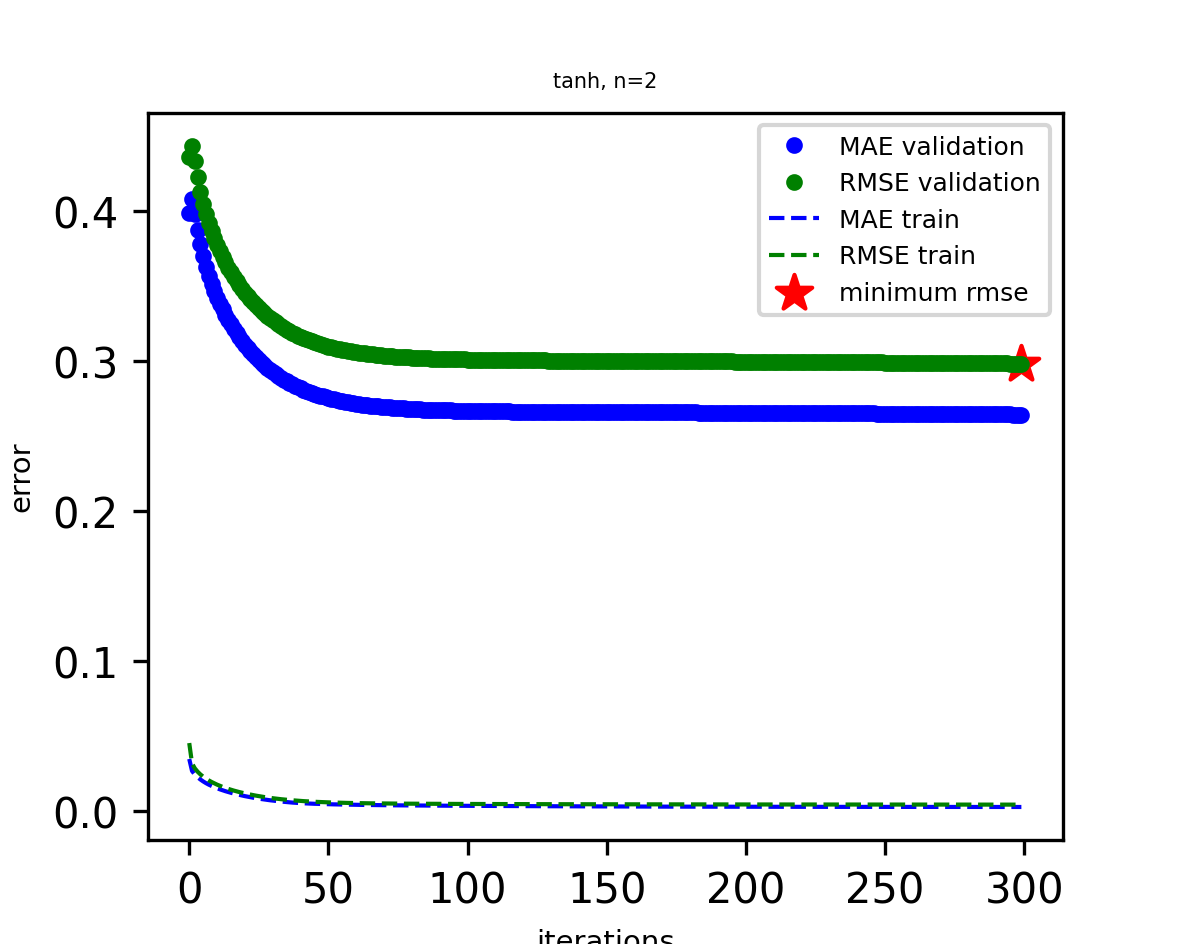 tanh, n=2
MAE validation
RMSE validation
MAE train
RMSE train
minimum rmse
error
0.4
0.3
0.2
0.1
0.0
0 50 100 150 200 250 300
iterations